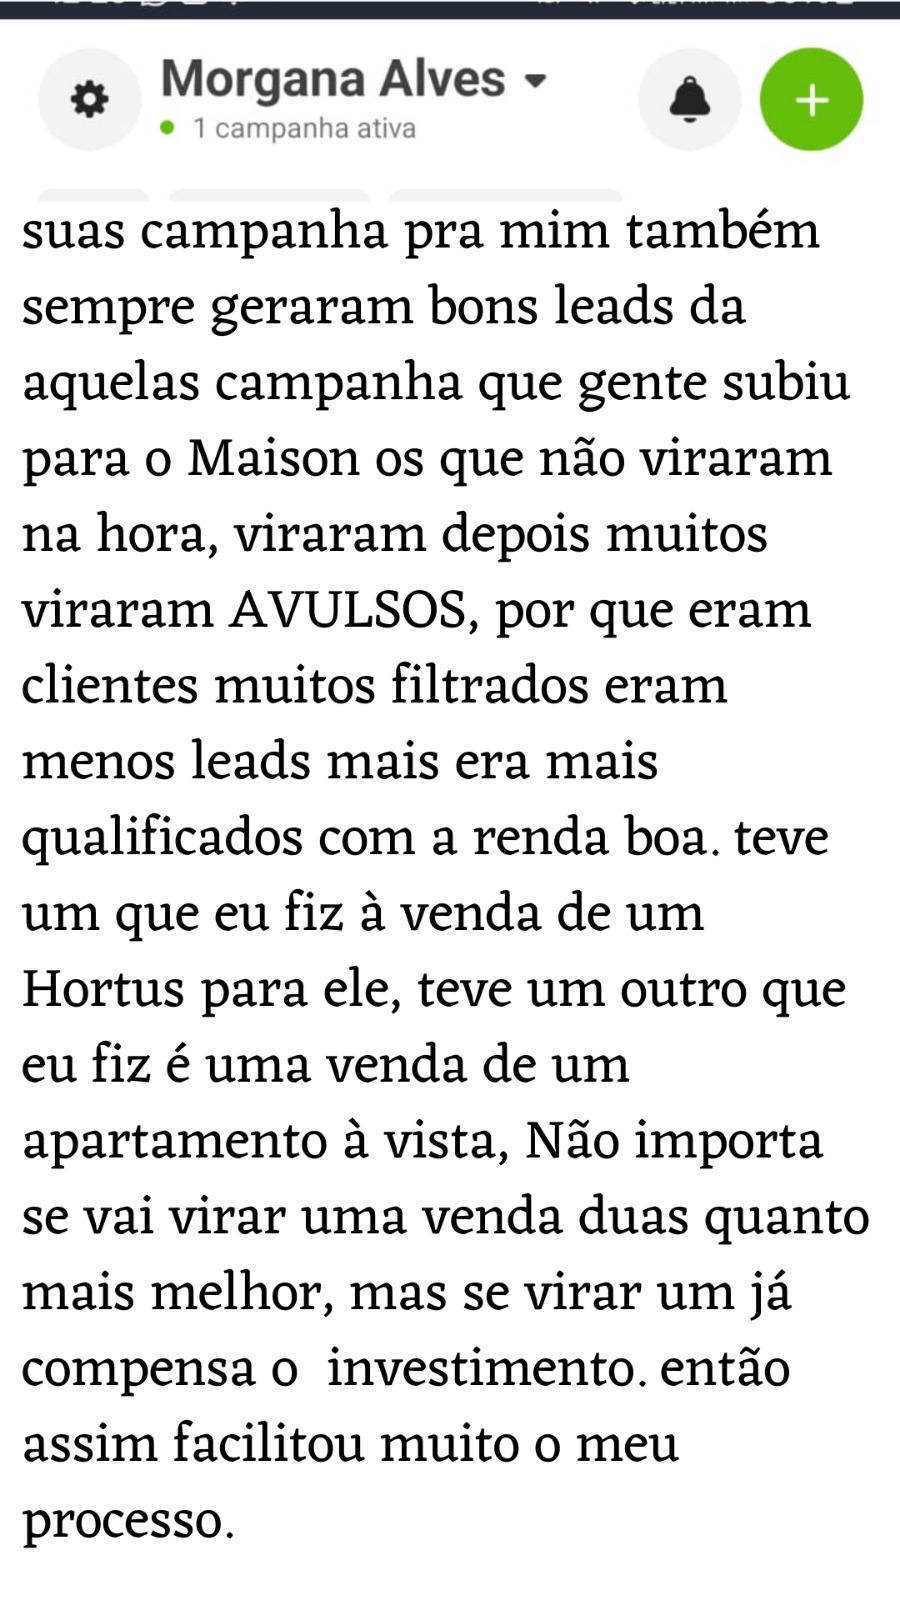 Morgana Alves
1 campanha ativa
suas campanha pra mim também
sempre geraram bons leads da
aquelas campanha que gente subiu
para o Maison os que não viraram
na hora, viraram depois muitos
viraram AVULSOS, por que eram
clientes muitos filtrados eram
menos leads mais era mais
qualificados com a renda boa. teve
um que eu fiz à venda de um
Hortus para ele, teve um outro que
eu fiz é uma venda de um
apartamento à vista, Não importa
se vai virar uma venda duas quanto
mais melhor, mas se virar um já
compensa o  investimento. então
assim facilitou muito o meu
processo.